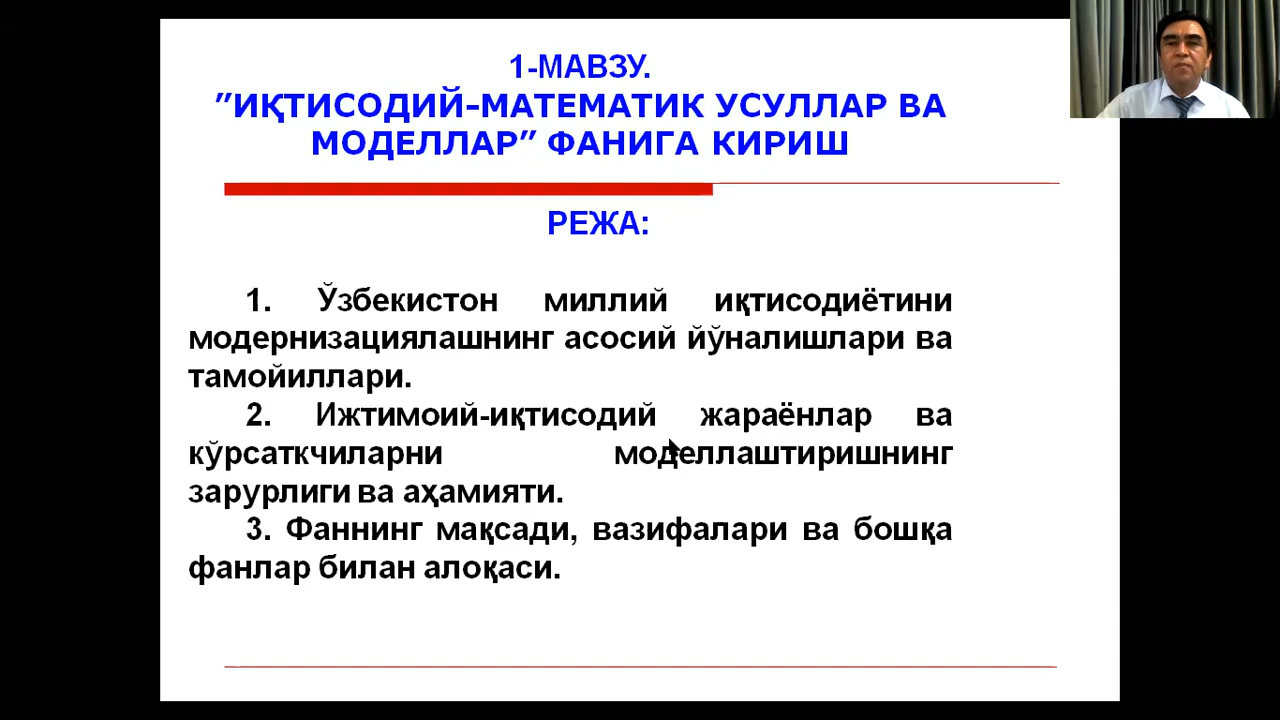 1-МАВЗУ.
”ИҚТИСОДИЙ-МАТЕМАТИК УСУЛЛАР ВА
МОДЕЛЛАР” ФАНИГА КИРИШ
РЕЖА:
1. Ўзбекистон миллий иқтисодиётини
модернизациялашнинг асосий йўналишлари ва
тамойиллари.
2. Ижтимоий-иқтисодий жараёнлар ва
кўрсаткчиларни моделлаштиришнинг
зарурлиги ва аҳамияти.
3. Фаннинг мақсади, вазифалари ва бошқа
фанлар билан алоқаси.